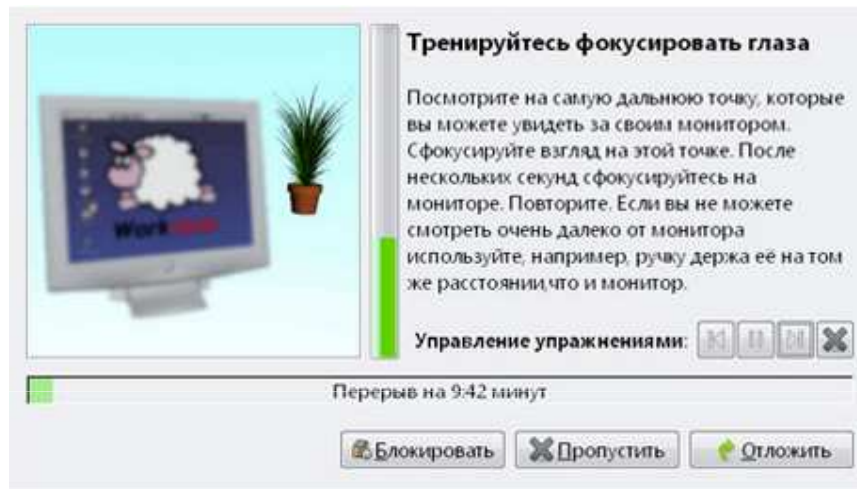 Тренируйтесь фокусировать глаза
Посмотрите на самую дальнюю точку, которые
вы можете увидеть за своим монитором.
Сфокусируйте взгляд на этой точке. После
нескольких секунд сфокусируйтесь на
мониторе. Повторите. Если вы не можете
смотреть очень далеко от монитора
используйте, например, ручку держа её на том
же расстоянии,что и монитор.
Work
Управление упражнениями:
Перерыв на 9:42 минут
Блокировать
Пропустить
Отложить